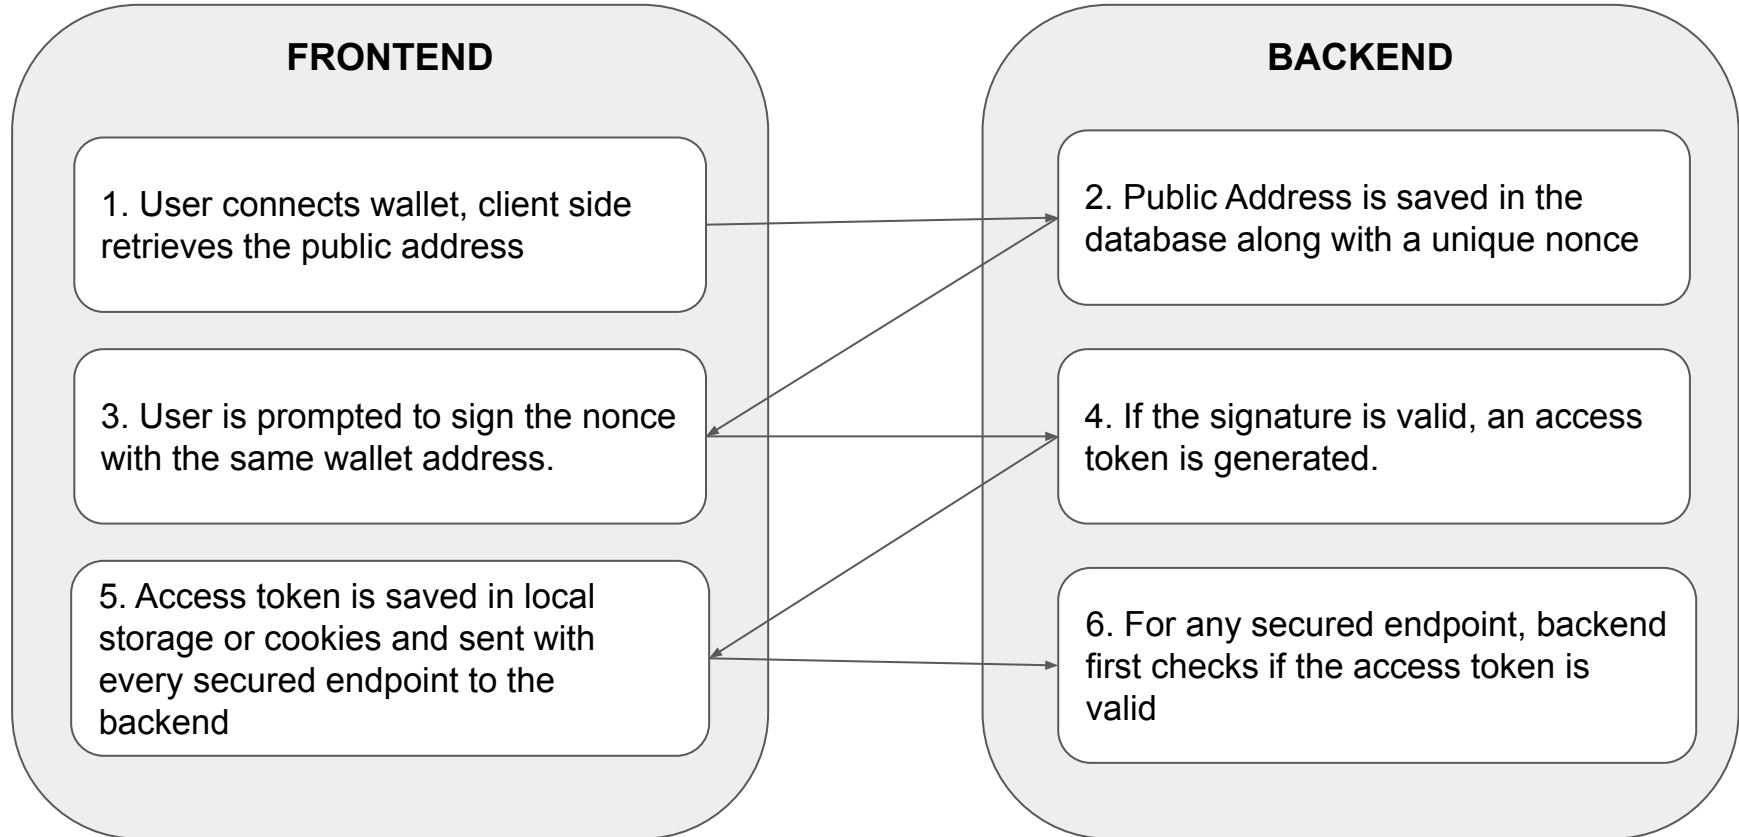 FRONTEND
1. User connects wallet, client side
retrieves the public address
3. User is prompted to sign the nonce
with the same wallet address.
5. Access token is saved in local
storage or cookies and sent with
every secured endpoint to the
backend
BACKEND
2. Public Address is saved in the
database along with a unique nonce
4. If the signature is valid, an access
token is generated.
6. For any secured endpoint, backend
first checks if the access token is
valid